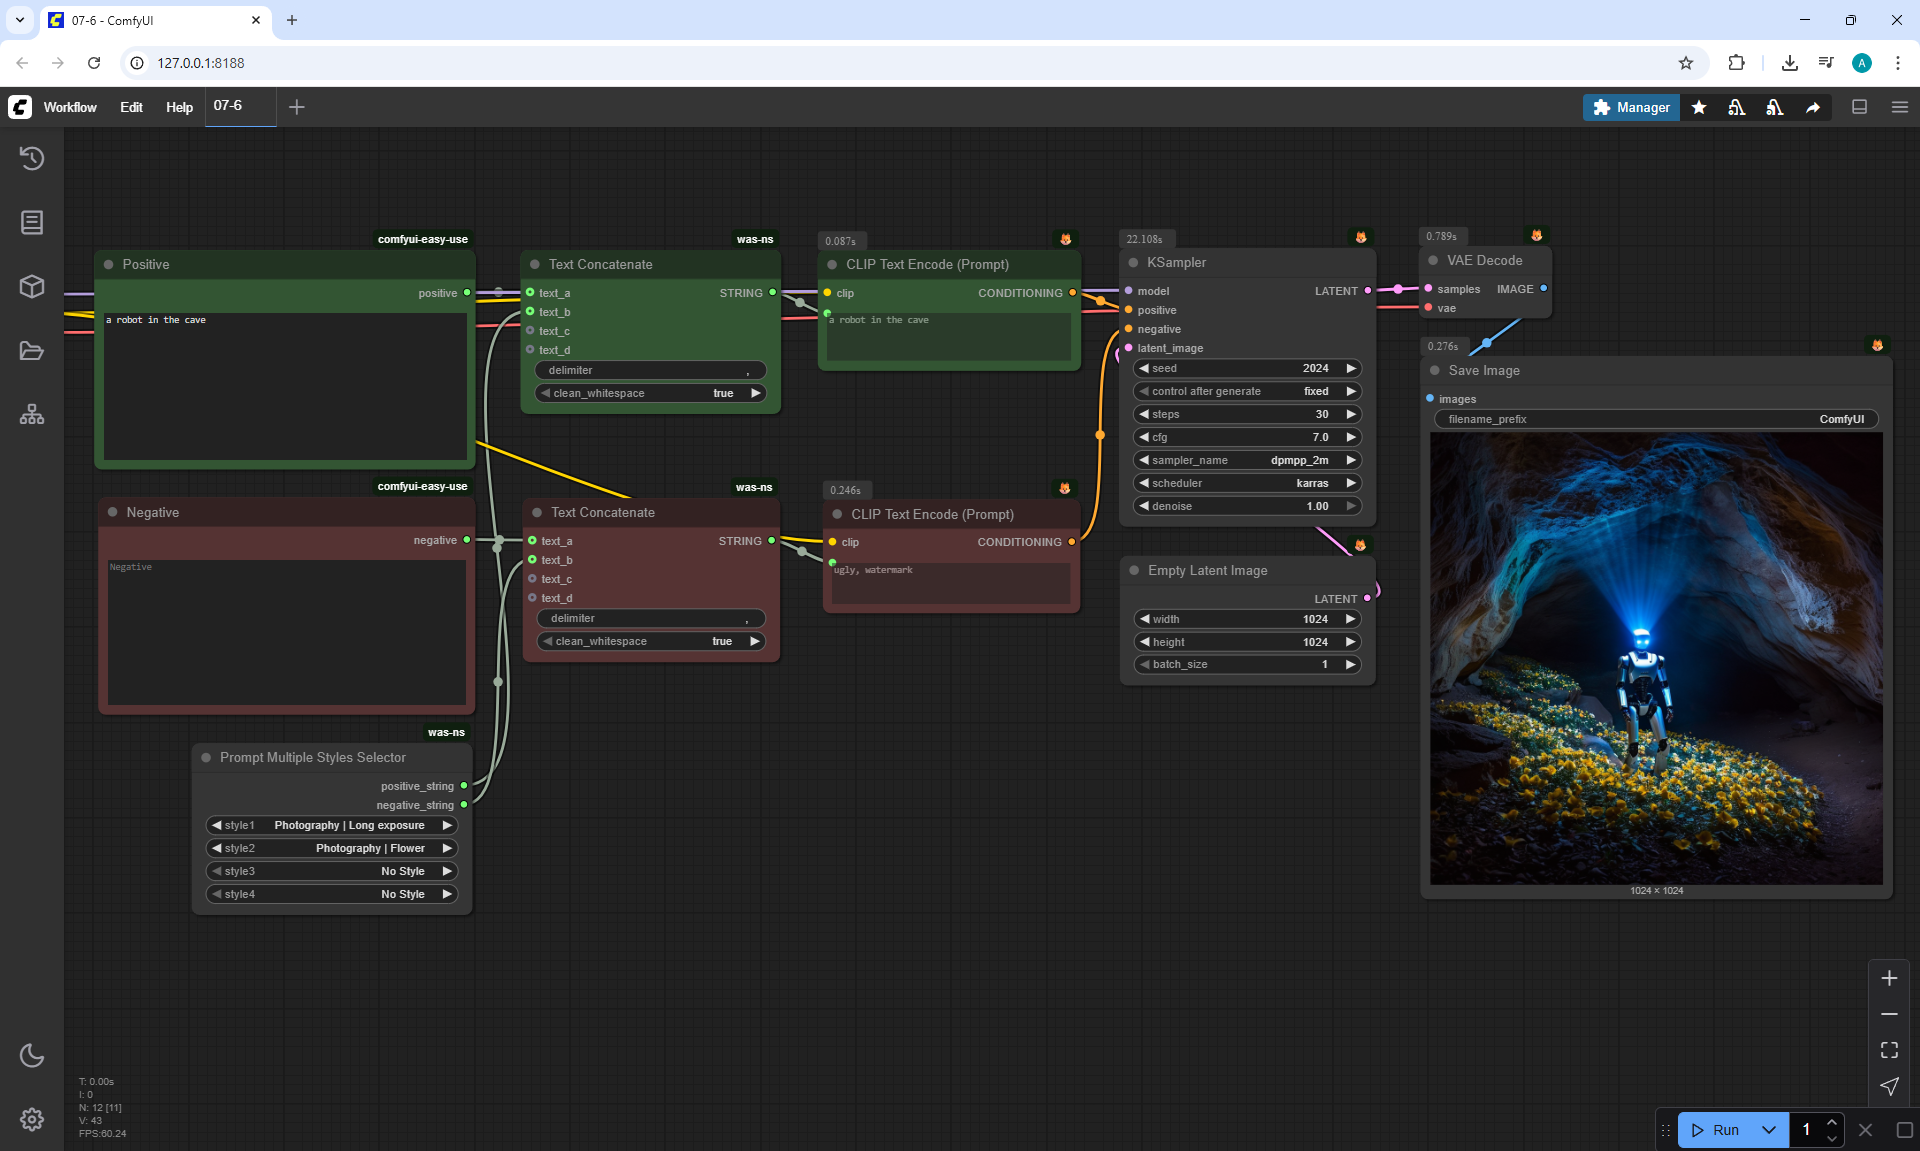 07-6 - ComfyUI
127.0.0.1:8188
A
Workflow Edit Help 07-6
Manager
comfyui-easy-use
Positive
positive
a robot in the cave
was-ns
Text Concatenate
text_a STRING
text_b
text_c
text_d
delimiter ,
clean_whitespace true
0.087s
CLIP Text Encode (Prompt)
clip CONDITIONING
a robot in the cave
22.108s
KSampler
model LATENT
positive
negative
latent_image
seed 2024
control after generate fixed
steps 30
cfg 7.0
sampler_name dpmpp_2m
scheduler karras
denoise 1.00
0.789s
VAE Decode
samples IMAGE
vae
0.276s
Save Image
images
filename_prefix ComfyUI
1024 × 1024
comfyui-easy-use
Negative
negative
Negative
was-ns
Text Concatenate
text_a STRING
text_b
text_c
text_d
delimiter ,
clean_whitespace true
0.246s
CLIP Text Encode (Prompt)
clip CONDITIONING
ugly, watermark
Empty Latent Image
LATENT
width 1024
height 1024
batch_size 1
was-ns
Prompt Multiple Styles Selector
positive_string
negative_string
style1 Photography | Long exposure
style2 Photography | Flower
style3 No Style
style4 No Style
T: 0.00s
I: 0
N: 12 [11]
V: 43
FPS:60.24
Run 1